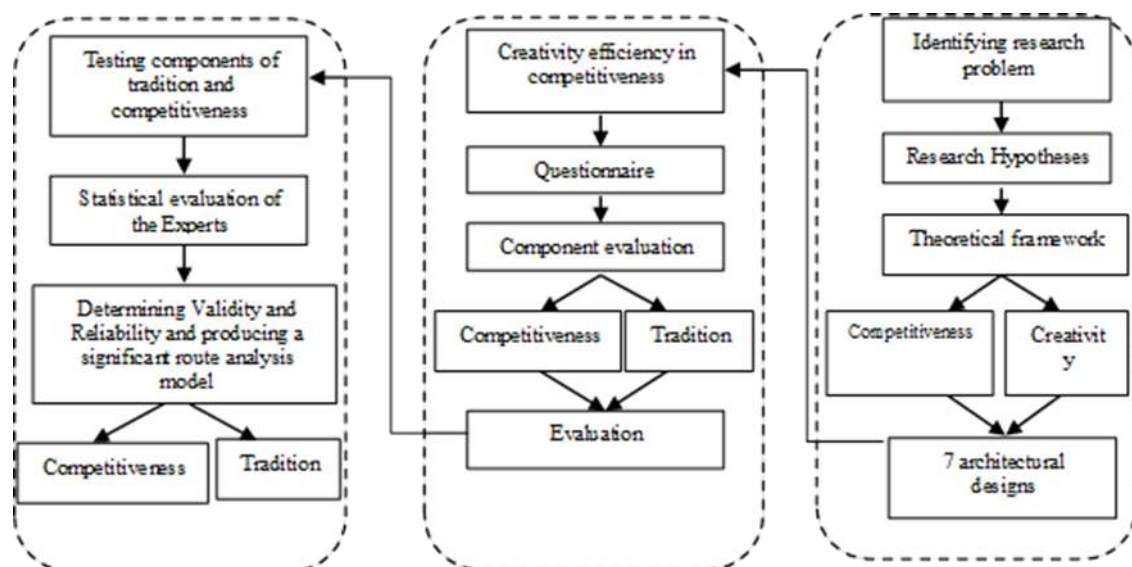 Testing components of
tradition and
competitiveness
Statistical evaluation of
the Experts
Determining Validity and
Reliability and producing a
significant route analysis
model
Competitiveness
Tradition
Creativity efficiency in
competitiveness
Questionnaire
Component evaluation
Competitiveness
Tradition
Evaluation
Identifying research
problem
Research Hypotheses
Theoretical framework
Competitiveness
Creativit
y
7 architectural
designs